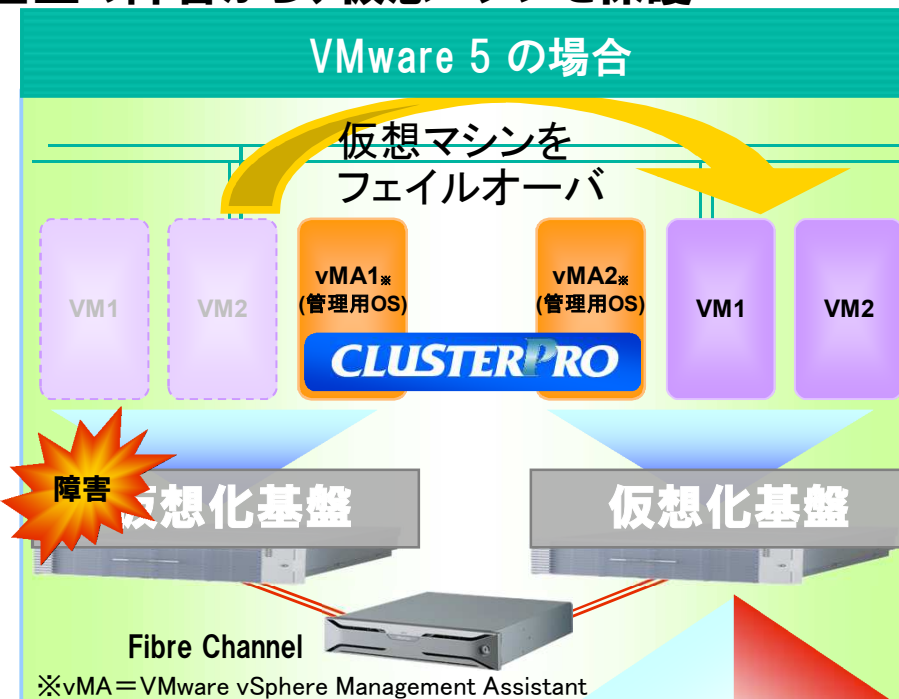 VMware 5 の場合
仮想マシンを
フェイルオーバ
VM1
VM2
vMA1※
(管理用OS)
vMA2※
(管理用OS)
VM1
VM2
CLUSTERPRO
障害
仮想化基盤
仮想化基盤
Fibre Channel
※vMA＝VMware vSphere Management Assistant